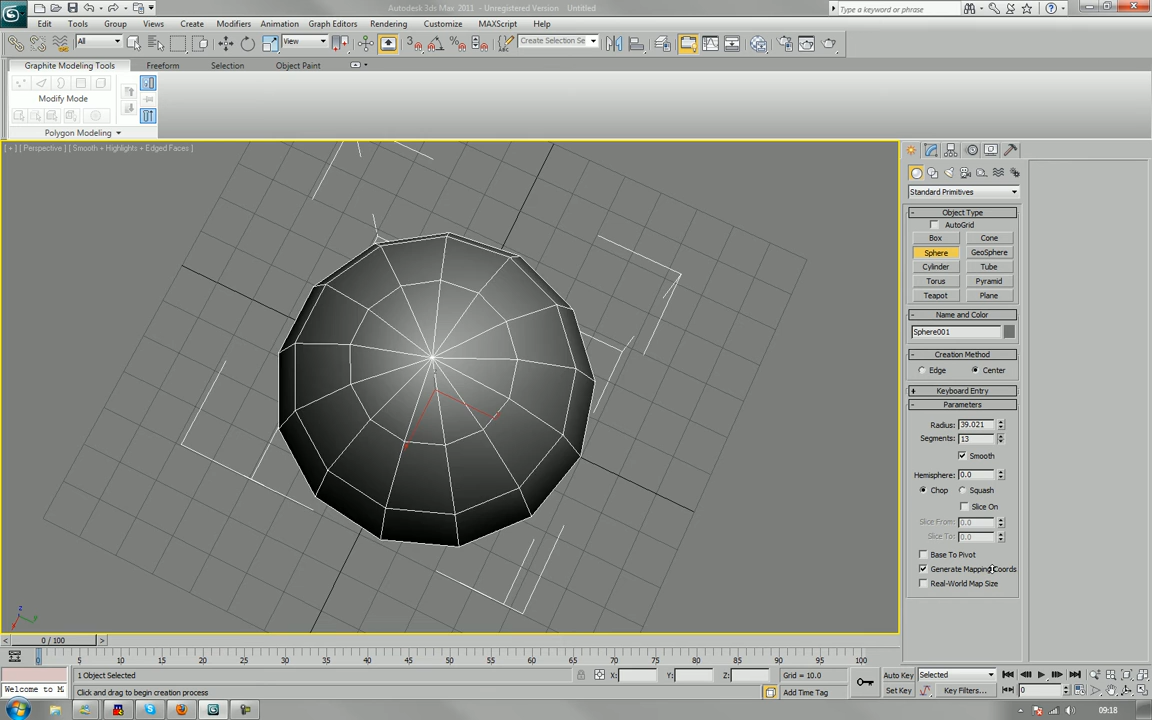 Autodesk 3ds Max 2011 - Unregistered Version Untitled
Type a keyword or phrase
Edit Tools Group Views Create Modifiers Animation Graph Editors Rendering Customize MAXScript Help
All View Create Selection Se
Graphite Modeling Tools Freeform Selection Object Paint
Modify Mode
Polygon Modeling
[ + ] [ Perspective ] [ Smooth + Highlights + Edged Faces ]
Standard Primitives
Object Type
AutoGrid
Box Cone
Sphere GeoSphere
Cylinder Tube
Torus Pyramid
Teapot Plane
Name and Color
Sphere001
Creation Method
Edge Center
Keyboard Entry
Parameters
Radius: 39.021
Segments: 13
Smooth
Hemisphere: 0.0
Chop Squash
Slice On
Slice From: 0.0
Slice To: 0.0
Base To Pivot
Generate Mapping Coords
Real-World Map Size
z
x y
0 / 100
0 5 10 15 20 25 30 35 40 45 50 55 60 65 70 75 80 85 90 95 100
1 Object Selected X: Y: Z: Grid = 10.0 Auto Key Selected
Welcome to M Click and drag to begin creation process Add Time Tag Set Key Key Filters... 0
09:18